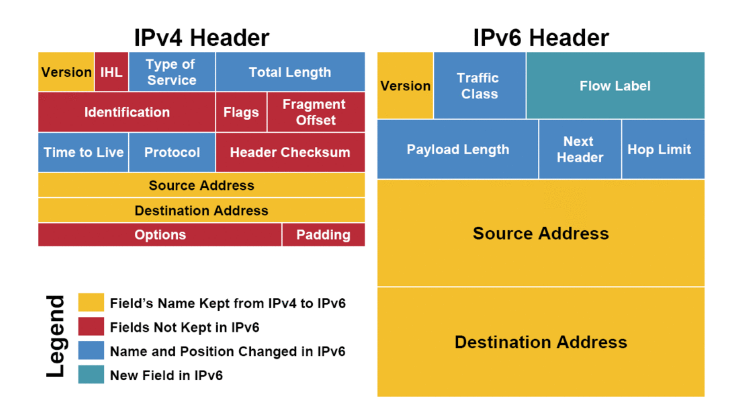 IPv4 Header
Version
IHL
Type of
Service
Total Length
Identification
Flags
Fragment
Offset
Time to Live
Protocol
Header Checksum
Source Address
Destination Address
Options
Padding
IPv6 Header
Version
Traffic
Class
Flow Label
Payload Length
Next
Header
Hop Limit
Source Address
Destination Address
Legend
Field's Name Kept from IPv4 to IPv6
Fields Not Kept in IPv6
Name and Position Changed in IPv6
New Field in IPv6